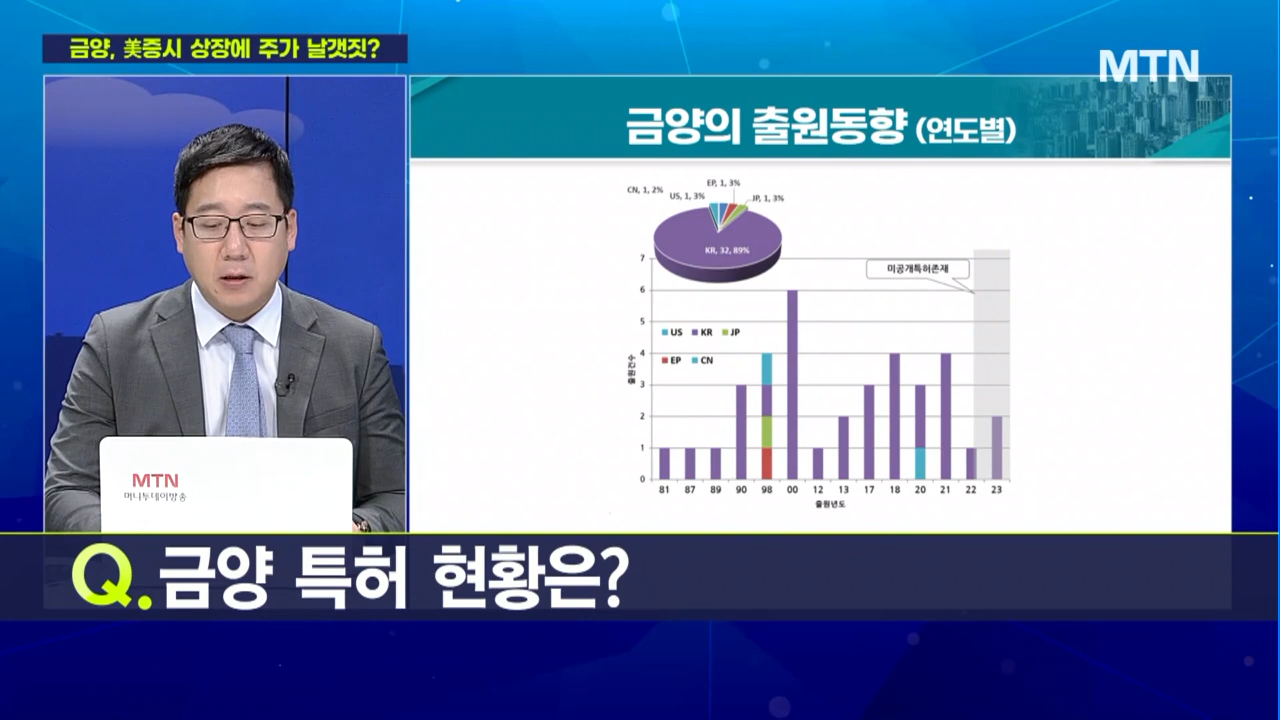 금양, 美증시 상장에 주가 날갯짓?
MTN
금양의 출원동향 (연도별)
CN, 1, 2%
US, 1, 3%
EP, 1, 3%
JP, 1, 3%
KR, 32, 89%
미공개특허존재
US KR JP
EP CN
출원건수
7
6
5
4
3
2
1
0
81 87 89 90 98 00 12 13 17 18 20 21 22 23
출원년도
MTN
머니투데이방송
Q. 금양 특허 현황은?